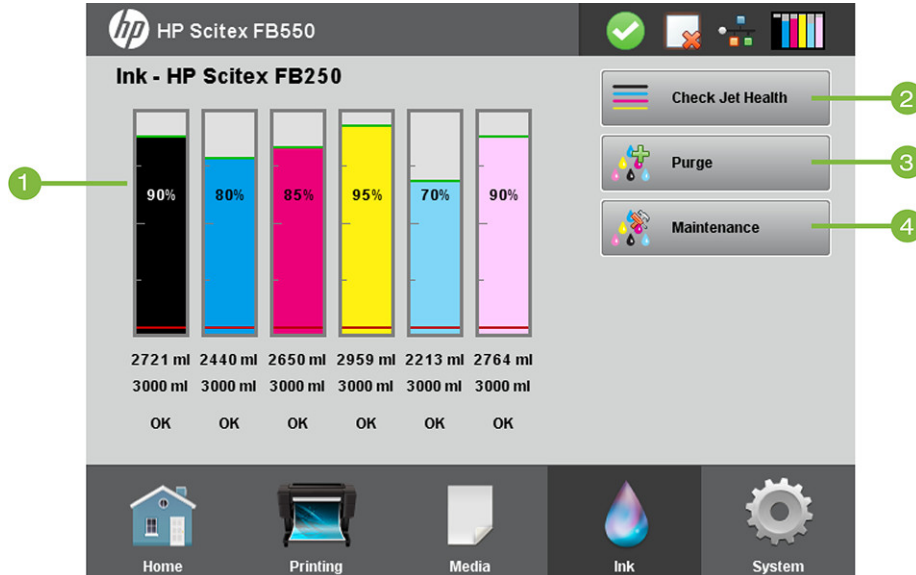 hp HP Scitex FB550
Ink - HP Scitex FB250
Check Jet Health
2
Purge
3
Maintenance
4
1
90% 80% 85% 95% 70% 90%
2721 ml 2440 ml 2650 ml 2959 ml 2213 ml 2764 ml
3000 ml 3000 ml 3000 ml 3000 ml 3000 ml 3000 ml
OK OK OK OK OK OK
Home Printing Media Ink System